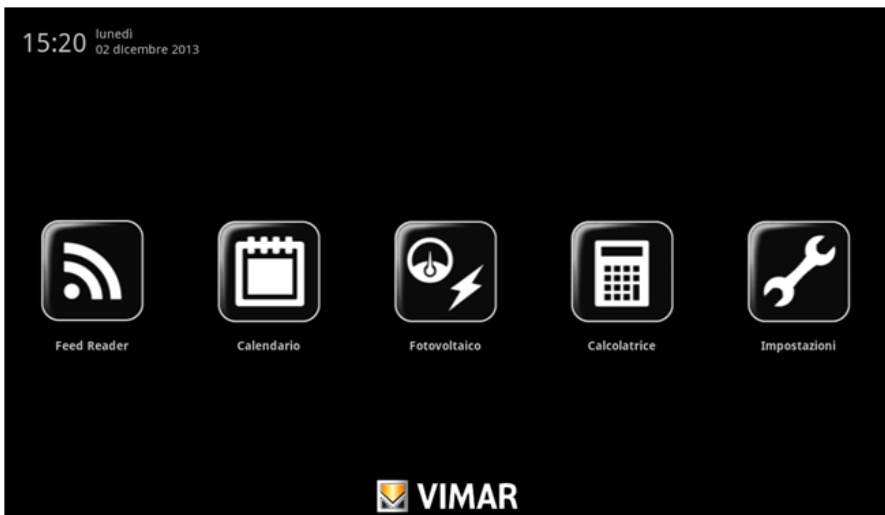 15:20
lunedì
02 dicembre 2013
Feed Reader
Calendario
Fotovoltaico
Calcolatrice
Impostazioni
VIMAR